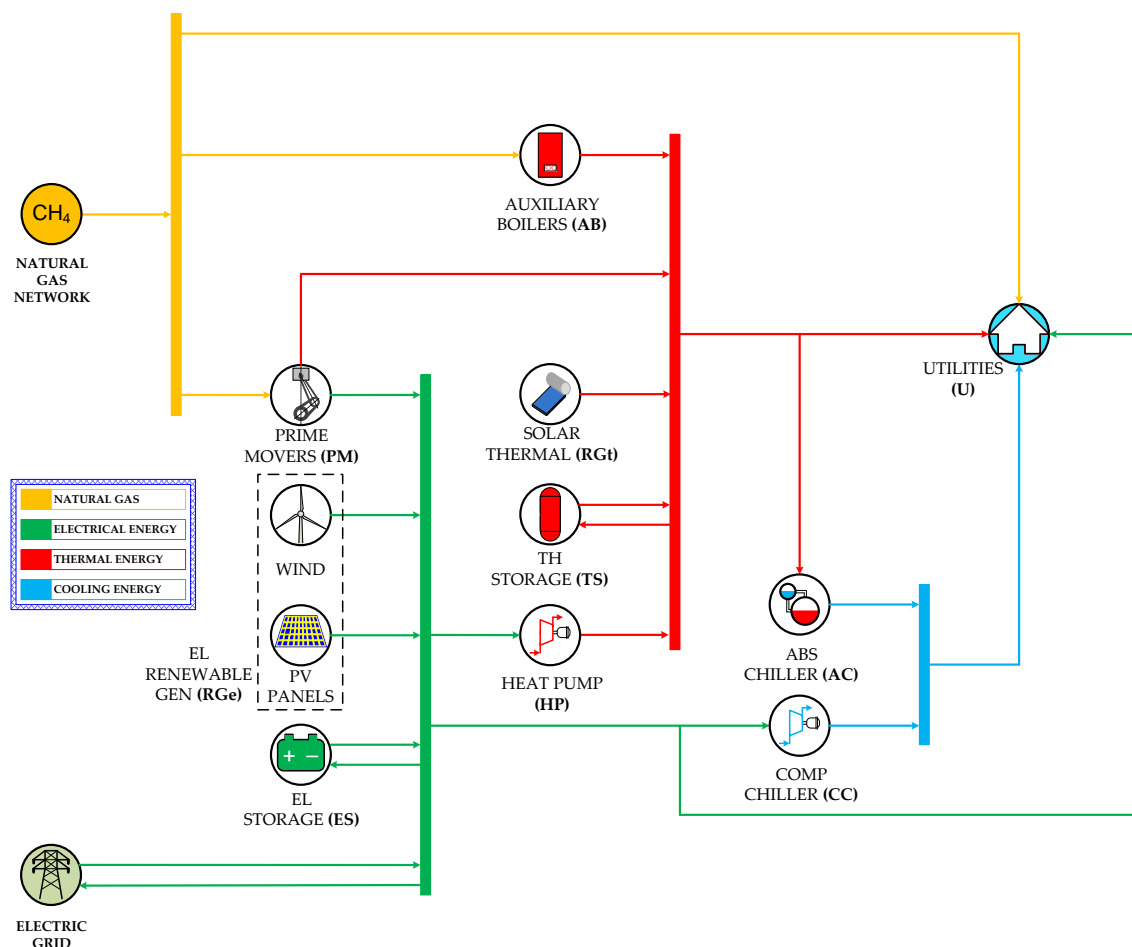 CH4
NATURAL
GAS
NETWORK
AUXILIARY
BOILERS (AB)
UTILITIES
(U)
PRIME
MOVERS (PM)
SOLAR
THERMAL (RGt)
NATURAL GAS
ELECTRICAL ENERGY
THERMAL ENERGY
COOLING ENERGY
WIND
TH
STORAGE (TS)
EL
RENEWABLE
GEN (RGe)
PV
PANELS
HEAT PUMP
(HP)
ABS
CHILLER (AC)
EL
STORAGE (ES)
COMP
CHILLER (CC)
ELECTRIC
GRID